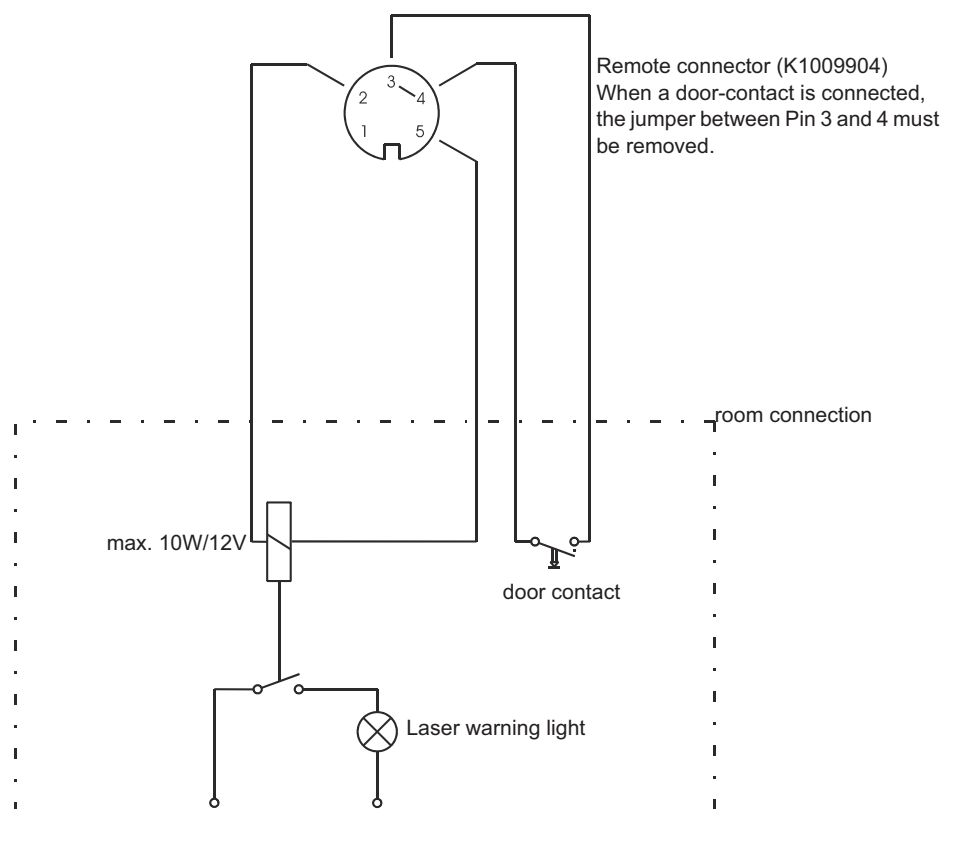 Remote connector (K1009904)
When a door-contact is connected,
the jumper between Pin 3 and 4 must
be removed.
3
2
4
1
5
room connection
max. 10W/12V
door contact
Laser warning light